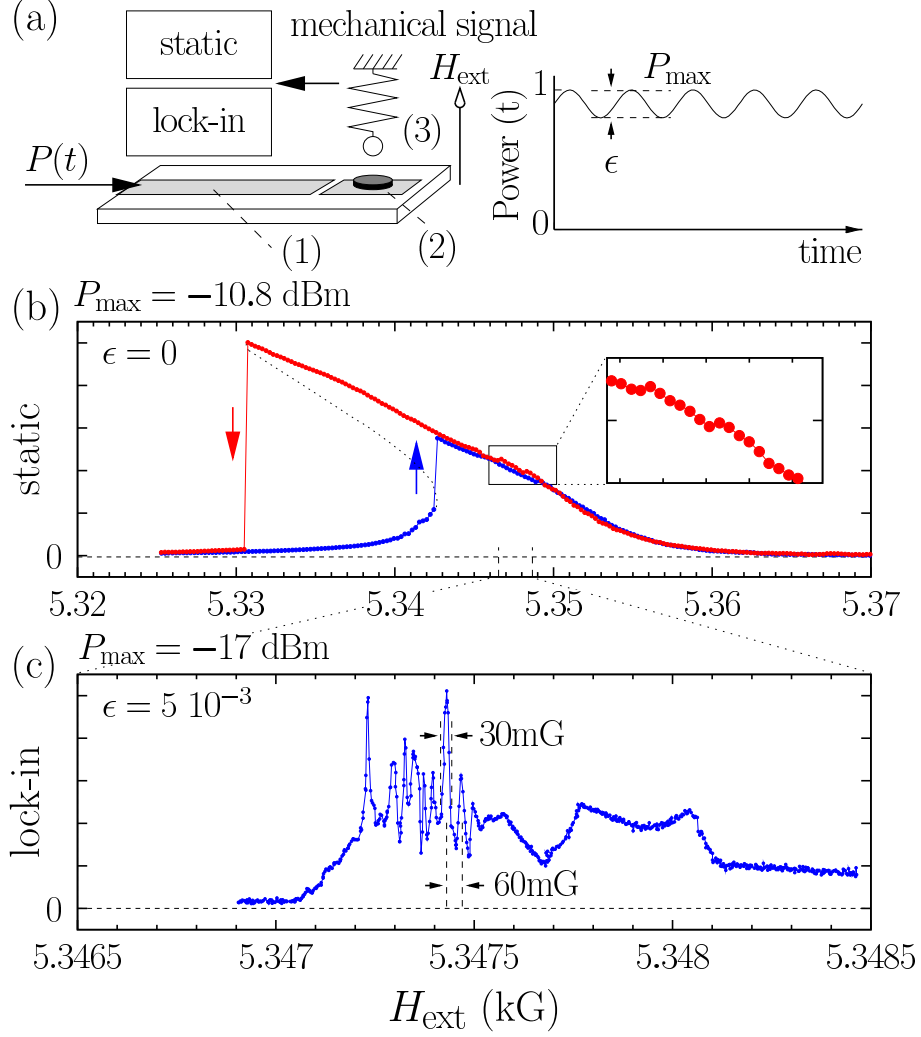 (a)
static
lock-in
mechanical signal
H_ext
(3)
P(t)
(1)
(2)
Power (t)
1
0
P_max
ϵ
time
(b) P_max = −10.8 dBm
ϵ = 0
static
0
5.32 5.33 5.34 5.35 5.36 5.37
(c) P_max = −17 dBm
ϵ = 5 10⁻³
30mG
60mG
lock-in
0
5.3465 5.347 5.3475 5.348 5.3485
H_ext (kG)